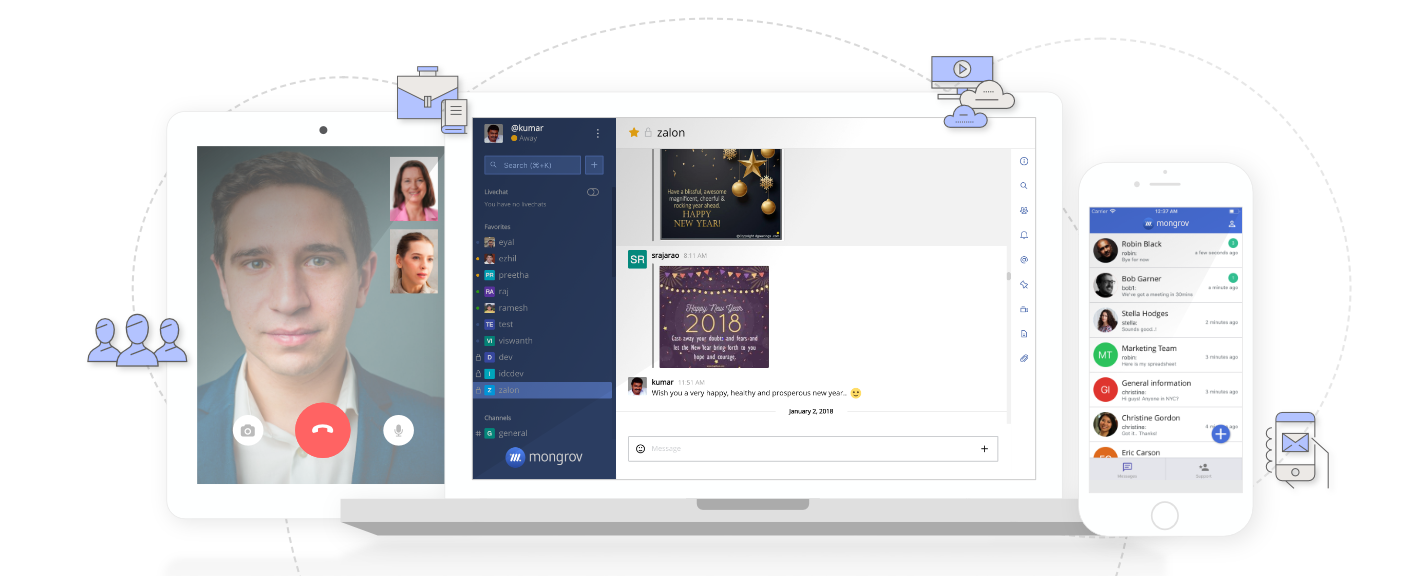 @kumar
Away
Search (⌘+K)
+
Livechat
You have no livechats
Favorites
eyal
ezhil
PR preetha
RA raj
ramesh
TE test
VI viswanth
D dev
I idcdev
Z zalon
Channels
# G general
m. mongrov
zalon
Have a blissful, awesome
magnificent, cheerful &
rocking year ahead.
HAPPY
NEW YEAR!
SR srajarao 8:11 AM
Happy New Year
2018
Cast away your doubts and fears and
let the New Year bring forth to you
hope and courage.
kumar 11:51 AM
Wish you a very happy, healthy and prosperous new year..
January 2, 2018
Message
+
Carrier 12:37 AM
m. mongrov
Robin Black
robin: a few seconds ago
Bye for now
Bob Garner
bob1: a minute ago
We've got a meeting in 30mins
Stella Hodges
stella: 2 minutes ago
Sounds good..!
MT Marketing Team
robin: 3 minutes ago
Here is my spreadsheet
GI General information
christina: 3 minutes ago
Hi guys! Anyone in NYC?
Christine Gordon
christina:
Got it.. Thanks!
+
Eric Carson
Messages Support